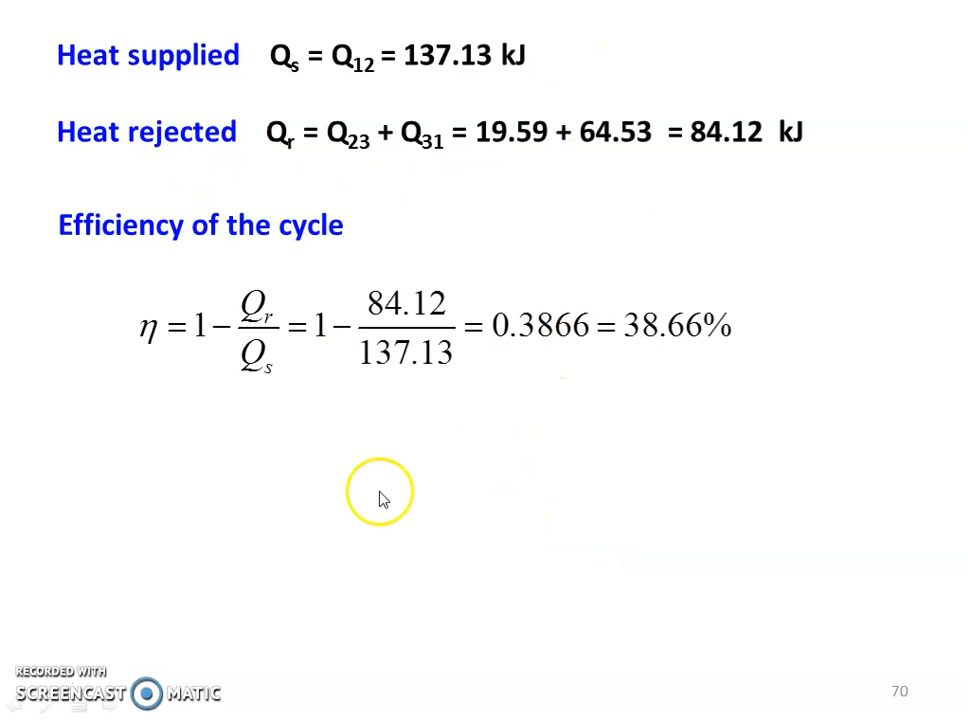 Heat supplied Qs = Q12 = 137.13 kJ
Heat rejected Qr = Q23 + Q31 = 19.59 + 64.53 = 84.12 kJ
Efficiency of the cycle
η = 1 − Qr/Qs = 1 − 84.12/137.13 = 0.3866 = 38.66%
RECORDED WITH
SCREENCAST MATIC
70